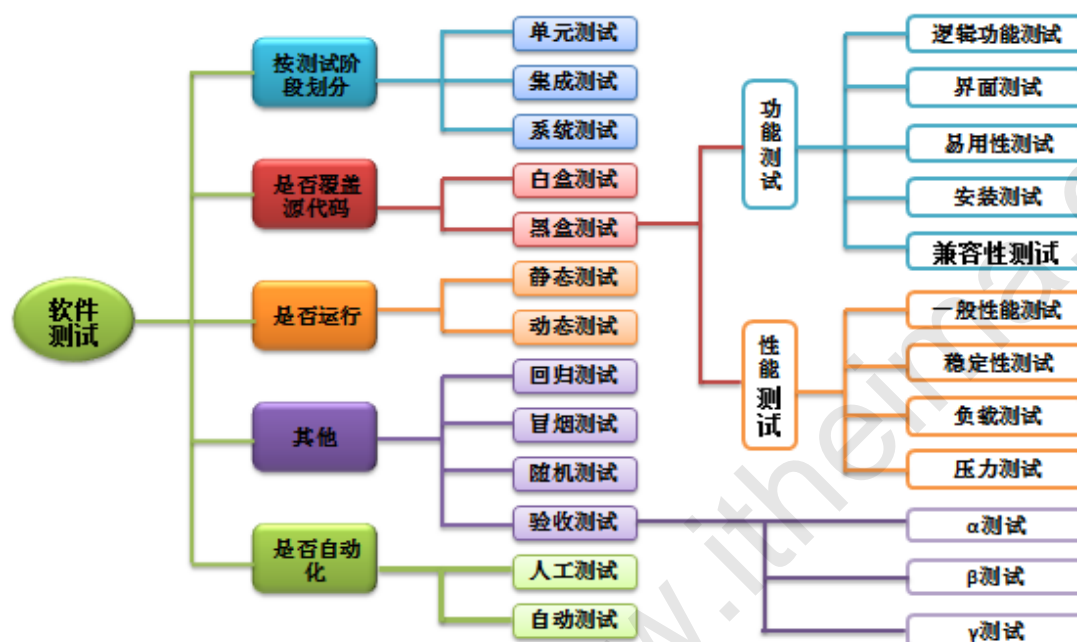 软件
测试
按测试阶
段划分
单元测试
集成测试
系统测试
是否覆盖
源代码
白盒测试
黑盒测试
功能测试
逻辑功能测试
界面测试
易用性测试
安装测试
兼容性测试
性能测试
一般性能测试
稳定性测试
负载测试
压力测试
是否运行
静态测试
动态测试
其他
回归测试
冒烟测试
随机测试
验收测试
α测试
β测试
γ测试
是否自动
化
人工测试
自动测试
www.itheima.